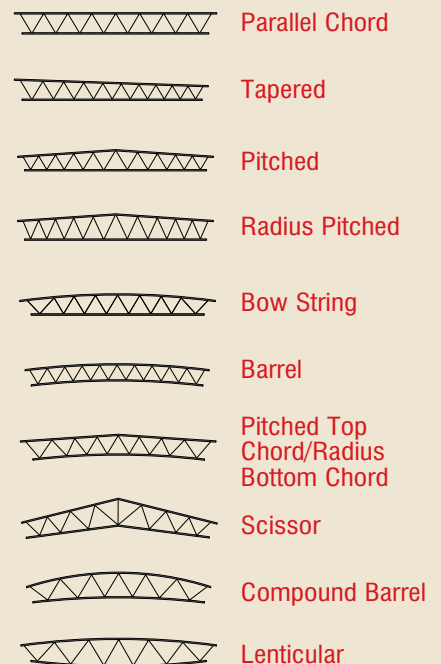 Parallel Chord
Tapered
Pitched
Radius Pitched
Bow String
Barrel
Pitched Top
Chord/Radius
Bottom Chord
Scissor
Compound Barrel
Lenticular